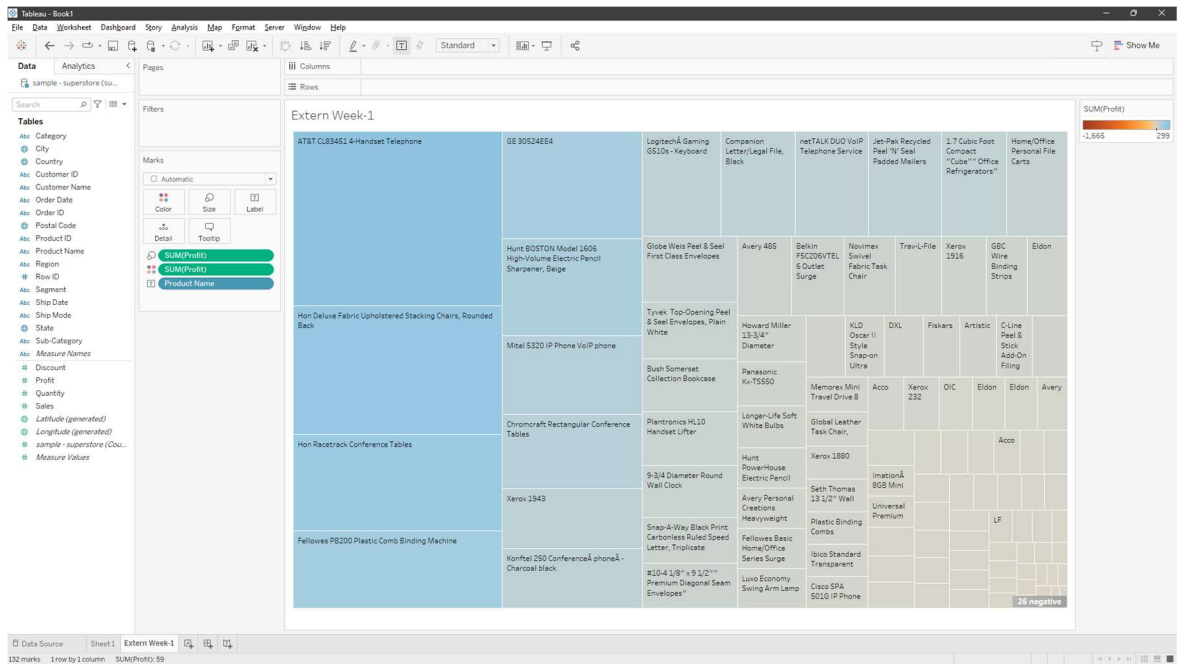 Tableau - Book1
File Data Worksheet Dashboard Story Analysis Map Format Server Window Help
Standard
Show Me
Data Analytics
sample - superstore (su...
Search
Tables
Abc Category
City
Country
Abc Customer ID
Abc Customer Name
Abc Order Date
Abc Order ID
Postal Code
Abc Product ID
Abc Product Name
Abc Region
# Row ID
Abc Segment
Abc Ship Date
Abc Ship Mode
State
Abc Sub-Category
Abc Measure Names
# Discount
# Profit
# Quantity
# Sales
Latitude (generated)
Longitude (generated)
# sample - superstore (Cou...
# Measure Values
Pages
Filters
Marks
Automatic
Color Size Label
Detail Tooltip
SUM(Profit)
SUM(Profit)
Product Name
Columns
Rows
Extern Week-1
AT&T CL83451 4-Handset Telephone
Hon Deluxe Fabric Upholstered Stacking Chairs, Rounded
Back
Hon Racetrack Conference Tables
Fellowes PB200 Plastic Comb Binding Machine
GE 30524EE4
Hunt BOSTON Model 1606
High-Volume Electric Pencil
Sharpener, Beige
Mitel 5320 IP Phone VoIP phone
Chromcraft Rectangular Conference
Tables
Xerox 1943
Konftel 250 ConferenceÂ phoneÂ -
Charcoal black
LogitechÂ Gaming
G510s - Keyboard
Companion
Letter/Legal File,
Black
netTALK DUO VoIP
Telephone Service
Jet-Pak Recycled
Peel 'N' Seal
Padded Mailers
1.7 Cubic Foot
Compact
"Cube"" Office
Refrigerators"
Home/Office
Personal File
Carts
Globe Weis Peel & Seel
First Class Envelopes
Avery 485
Belkin
F5C206VTEL
6 Outlet
Surge
Novimex
Swivel
Fabric Task
Chair
Trav-L-File
Xerox
1916
GBC
Wire
Binding
Strips
Eldon
Tyvek Top-Opening Peel
& Seel Envelopes, Plain
White
Bush Somerset
Collection Bookcase
Plantronics HL10
Handset Lifter
9-3/4 Diameter Round
Wall Clock
Snap-A-Way Black Print
Carbonless Ruled Speed
Letter, Triplicate
#10-4 1/8" x 9 1/2""
Premium Diagonal Seam
Envelopes"
Howard Miller
13-3/4"
Diameter
Panasonic
Kx-TS550
Longer-Life Soft
White Bulbs
Hunt
PowerHouse
Electric Pencil
Avery Personal
Creations
Heavyweight
Fellowes Basic
Home/Office
Series Surge
Luxo Economy
Swing Arm Lamp
KLD
Oscar II
Style
Snap-on
Ultra
DXL
Fiskars
Artistic
C-Line
Peel &
Stick
Add-On
Filing
Memorex Mini
Travel Drive 8
Global Leather
Task Chair,
Xerox 1880
Seth Thomas
13 1/2" Wall
Plastic Binding
Combs
Ibico Standard
Transparent
Cisco SPA
501G IP Phone
Acco
Xerox
232
OIC
Eldon
Eldon
Avery
Acco
ImationÂ
8GB Mini
Universal
Premium
LF
26 negative
SUM(Profit)
-1,665 299
Data Source Sheet 1 Extern Week-1
132 marks 1 row by 1 column SUM(Profit): 59